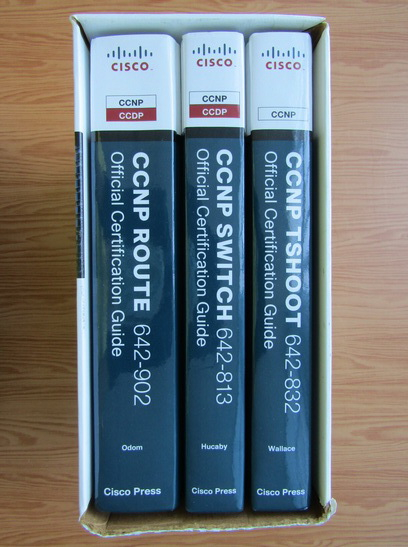 CISCO
CCNP
CCDP
CCNP ROUTE 642-902
Official Certification Guide
Odom
Cisco Press
CISCO
CCNP
CCDP
CCNP SWITCH 642-813
Official Certification Guide
Hucaby
Cisco Press
CISCO
CCNP
CCNP TSHOOT 642-832
Official Certification Guide
Wallace
Cisco Press